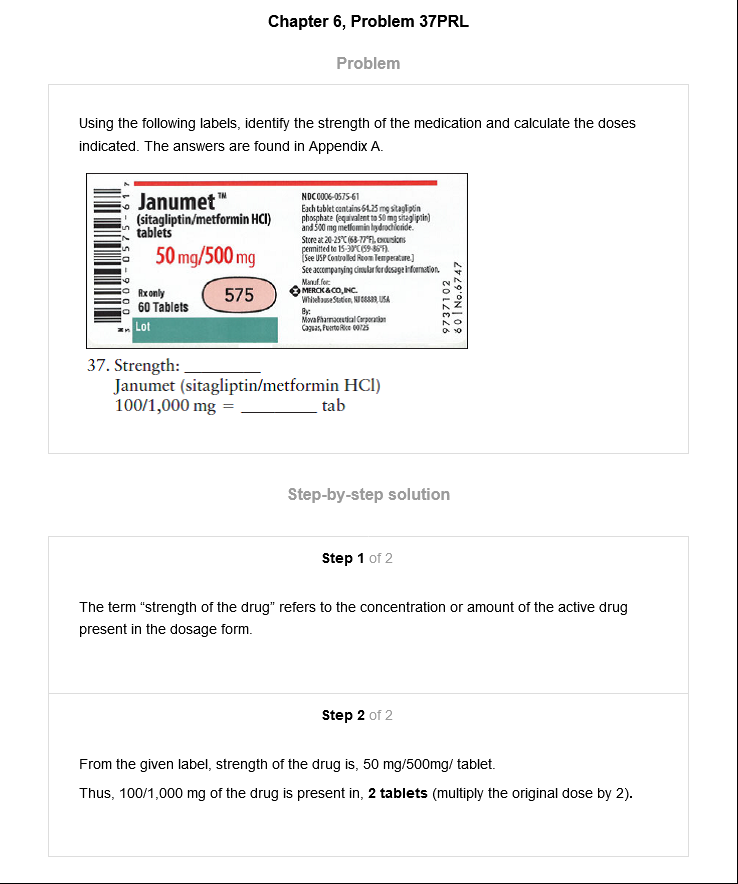 Chapter 6, Problem 37PRL
Problem
Using the following labels, identify the strength of the medication and calculate the doses
indicated. The answers are found in Appendix A.
Janumet™
(sitagliptin/metformin HCl)
tablets
50 mg/500 mg
Rx only
60 Tablets
575
Lot
NDC 0006-0575-61
Each tablet contains 64.25 mg sitagliptin
phosphate (equivalent to 50 mg sitagliptin)
and 500 mg metformin hydrochloride.
Store at 20-25°C (68-77°F), excursions
permitted to 15-30°C (59-86°F).
[See USP Controlled Room Temperature.]
See accompanying circular for dosage information.
Manuf. for:
MERCK & CO., INC.
Whitehouse Station, NJ 08889, USA
By:
Mova Pharmaceutical Corporation
Caguas, Puerto Rico 00725
9737102
60 | No. 6747
N 3 0006-0575-61 7
37. Strength:
Janumet (sitagliptin/metformin HCl)
100/1,000 mg = tab
Step-by-step solution
Step 1 of 2
The term “strength of the drug” refers to the concentration or amount of the active drug
present in the dosage form.
Step 2 of 2
From the given label, strength of the drug is, 50 mg/500mg/ tablet.
Thus, 100/1,000 mg of the drug is present in, 2 tablets (multiply the original dose by 2).